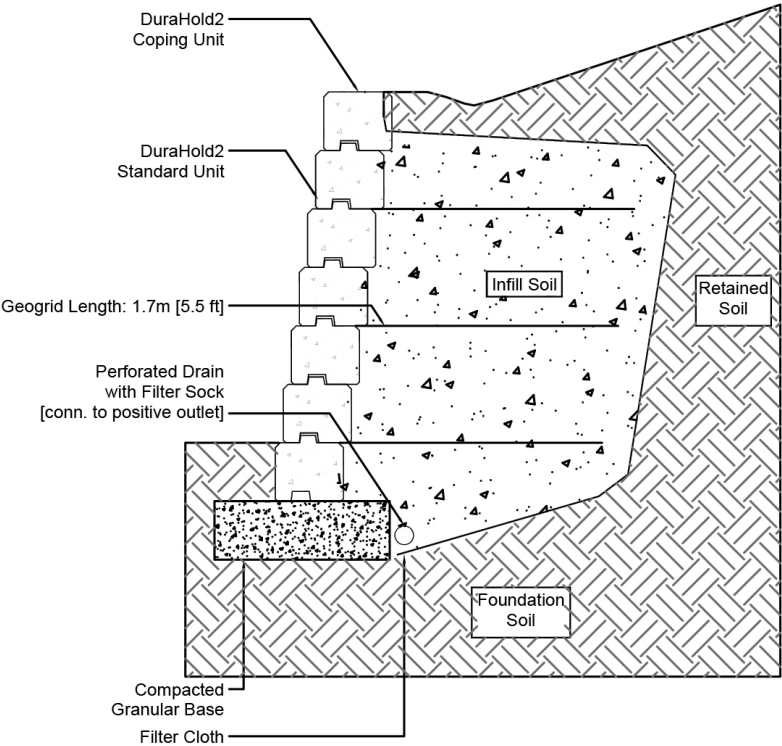 DuraHold2
Coping Unit
DuraHold2
Standard Unit
Infill Soil
Retained
Soil
Geogrid Length: 1.7m [5.5 ft]
Perforated Drain
with Filter Sock
[conn. to positive outlet]
Foundation
Soil
Compacted
Granular Base
Filter Cloth